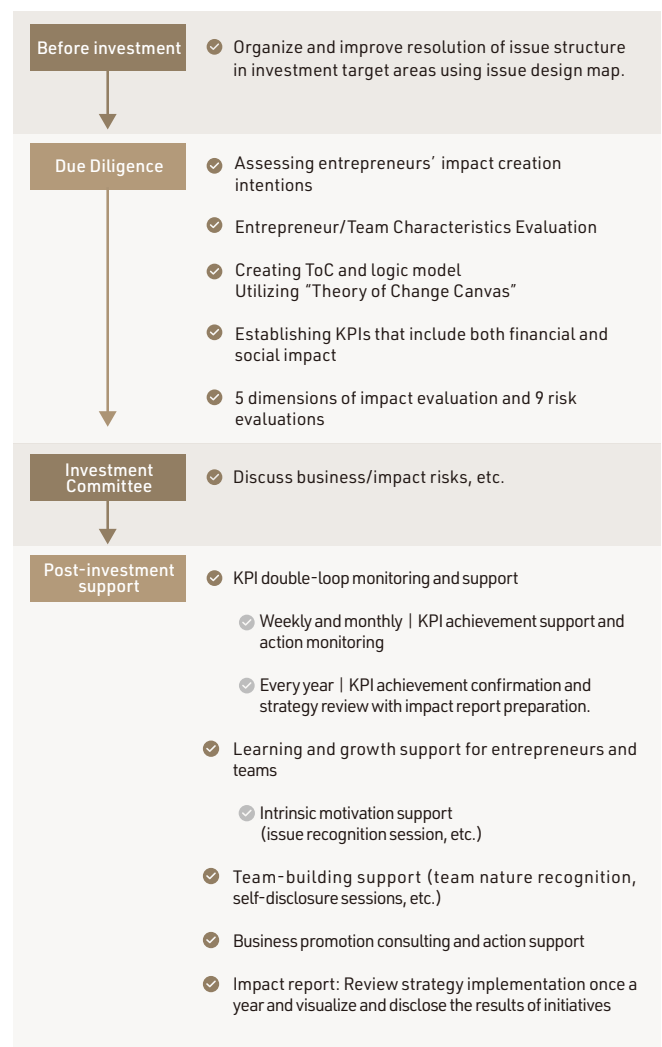 Before investment
Organize and improve resolution of issue structure
in investment target areas using issue design map.
Due Diligence
Assessing entrepreneurs’ impact creation
intentions
Entrepreneur/Team Characteristics Evaluation
Creating ToC and logic model
Utilizing “Theory of Change Canvas”
Establishing KPIs that include both financial and
social impact
5 dimensions of impact evaluation and 9 risk
evaluations
Investment
Committee
Discuss business/impact risks, etc.
Post-investment
support
KPI double-loop monitoring and support
Weekly and monthly | KPI achievement support and
action monitoring
Every year | KPI achievement confirmation and
strategy review with impact report preparation.
Learning and growth support for entrepreneurs and
teams
Intrinsic motivation support
(issue recognition session, etc.)
Team-building support (team nature recognition,
self-disclosure sessions, etc.)
Business promotion consulting and action support
Impact report: Review strategy implementation once a
year and visualize and disclose the results of initiatives